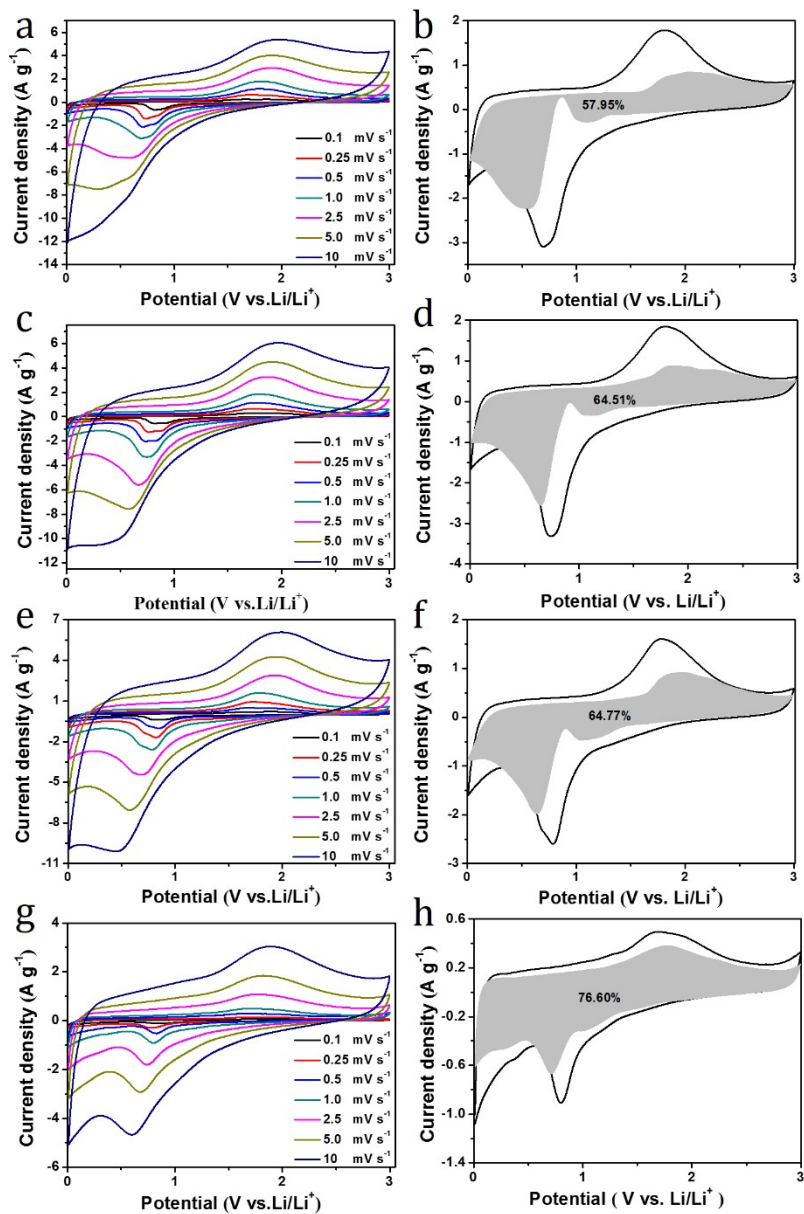 a
Current density (A g-1)
6
4
2
0
-2
-4
-6
-8
-10
-12
-14
0 1 2 3
Potential (V vs.Li/Li+)
0.1 mV s-1
0.25 mV s-1
0.5 mV s-1
1.0 mV s-1
2.5 mV s-1
5.0 mV s-1
10 mV s-1
b
Current density (A g-1)
2
1
0
-1
-2
-3
57.95%
0 1 2 3
Potential (V vs.Li/Li+)
c
Current density (A g-1)
8
6
4
2
0
-2
-4
-6
-8
-10
-12
0 1 2 3
Potential (V vs.Li/Li+)
0.1 mV s-1
0.25 mV s-1
0.5 mV s-1
1.0 mV s-1
2.5 mV s-1
5.0 mV s-1
10 mV s-1
d
Current density (A g-1)
2
1
0
-1
-2
-3
-4
64.51%
0 1 2 3
Potential (V vs. Li/Li+)
e
Current density (A g-1)
7
4
1
-2
-5
-8
-11
0 1 2 3
Potential (V vs.Li/Li+)
0.1 mV s-1
0.25 mV s-1
0.5 mV s-1
1.0 mV s-1
2.5 mV s-1
5.0 mV s-1
10 mV s-1
f
Current density (A g-1)
2
1
0
-1
-2
-3
64.77%
0 1 2 3
Potential (V vs. Li/Li+)
g
Current density (A g-1)
4
2
0
-2
-4
-6
0 1 2 3
Potential (V vs.Li/Li+)
0.1 mV s-1
0.25 mV s-1
0.5 mV s-1
1.0 mV s-1
2.5 mV s-1
5.0 mV s-1
10 mV s-1
h
Current density (A g-1)
0.6
0.2
-0.2
-0.6
-1.0
-1.4
76.60%
0 1 2 3
Potential (V vs. Li/Li+ )